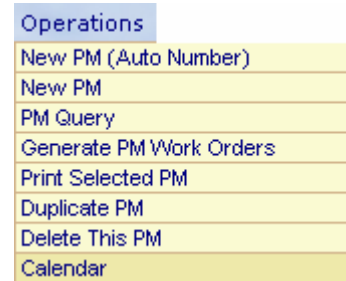 Operations
New PM (Auto Number)
New PM
PM Query
Generate PM Work Orders
Print Selected PM
Duplicate PM
Delete This PM
Calendar